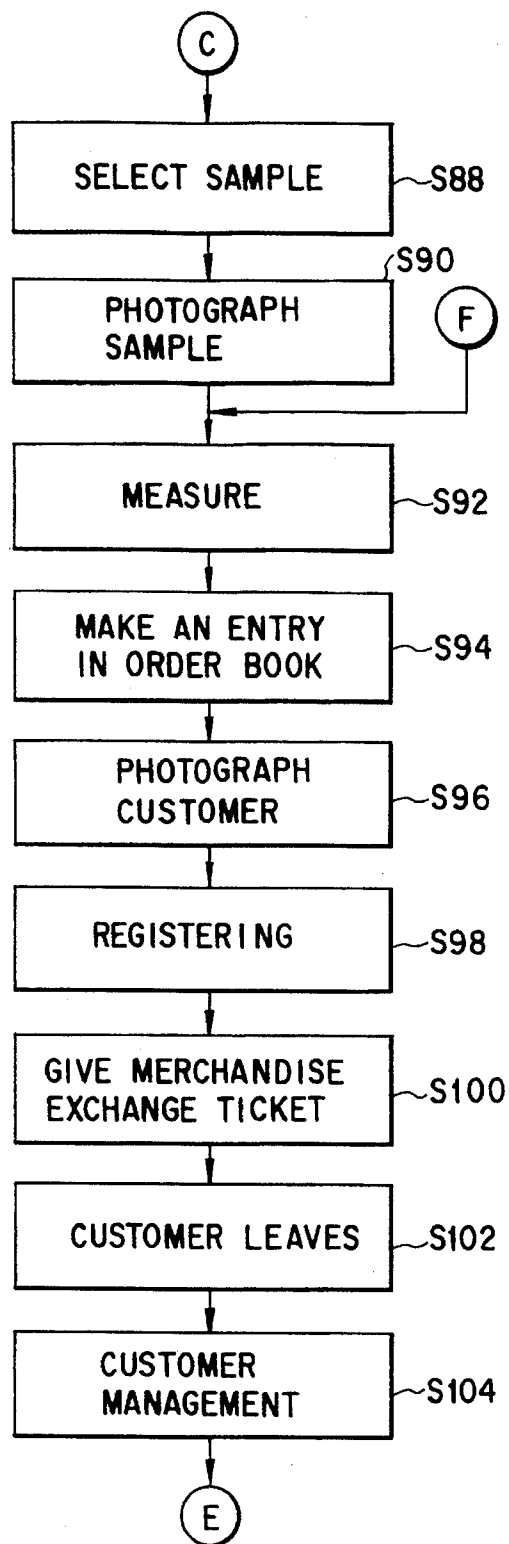 C
SELECT SAMPLE
S88
S90
PHOTOGRAPH
SAMPLE
F
MEASURE
S92
MAKE AN ENTRY
IN ORDER BOOK
S94
PHOTOGRAPH
CUSTOMER
S96
REGISTERING
S98
GIVE MERCHANDISE
EXCHANGE TICKET
S100
CUSTOMER LEAVES
S102
CUSTOMER
MANAGEMENT
S104
E